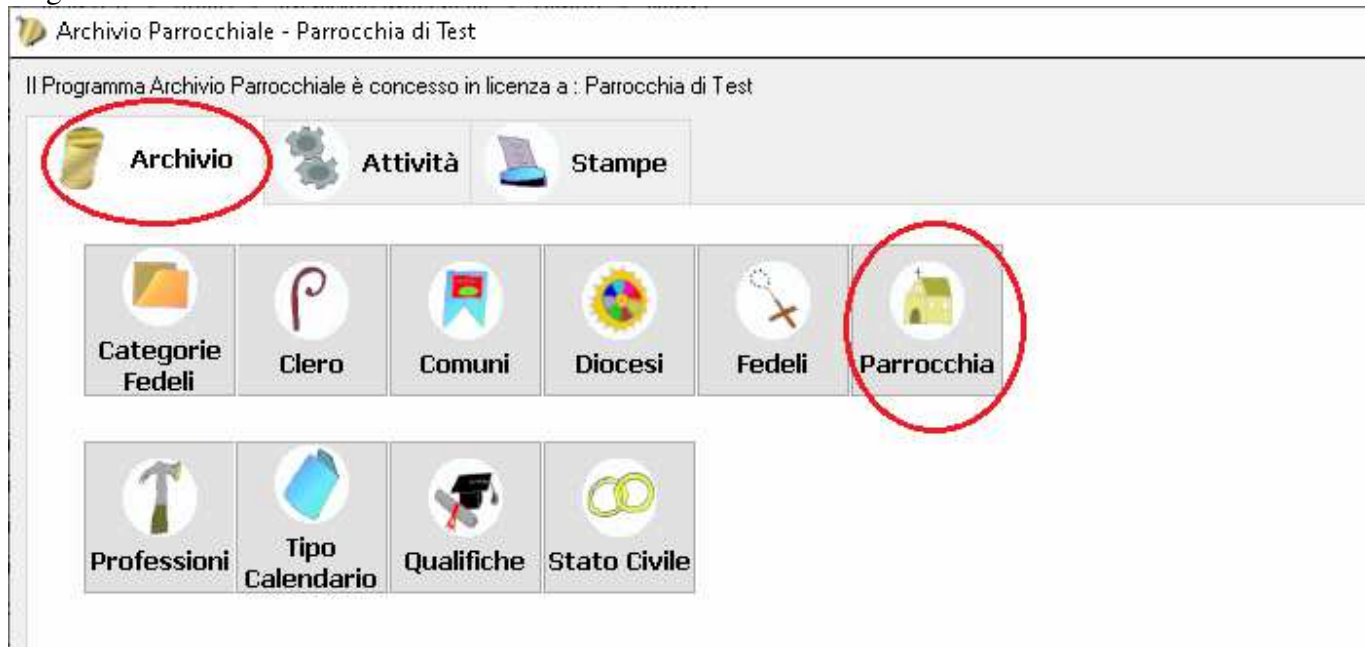 Archivio Parrocchiale - Parrocchia di Test
Il Programma Archivio Parrocchiale è concesso in licenza a : Parrocchia di Test
Archivio Attività Stampe
Categorie Fedeli Clero Comuni Diocesi Fedeli Parrocchia
Professioni Tipo Calendario Qualifiche Stato Civile